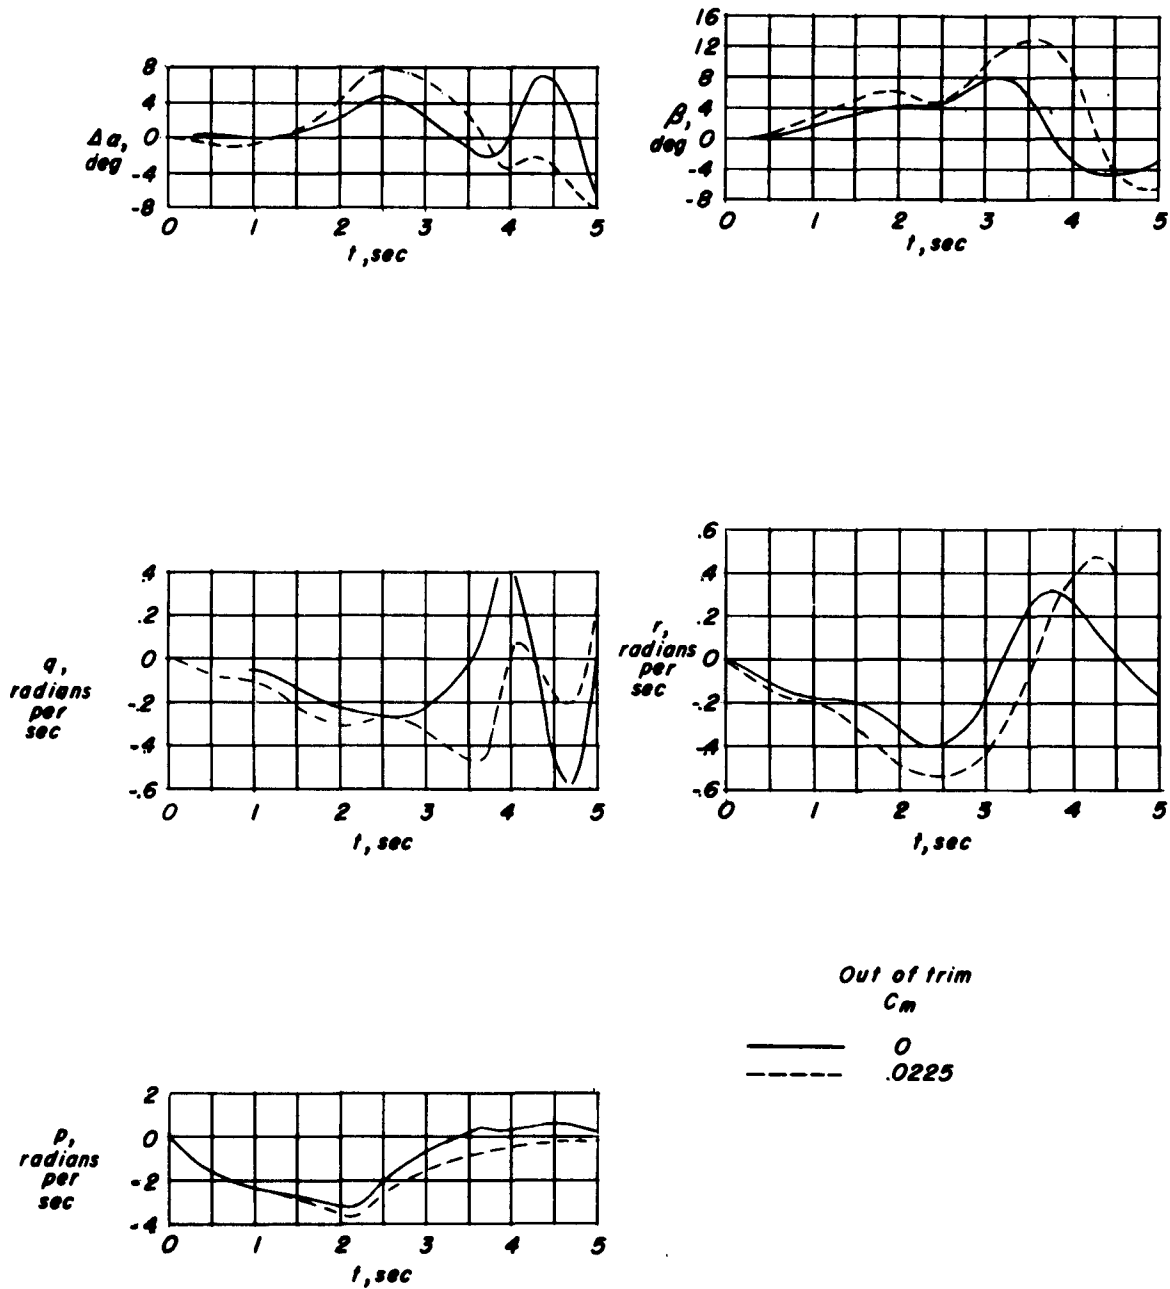 8
4
0
-4
-8
Δα,
deg
0 1 2 3 4 5
t, sec
16
12
8
4
0
-4
-8
β,
deg
0 1 2 3 4 5
t, sec
.4
.2
0
-.2
-.4
-.6
q,
radians
per
sec
0 1 2 3 4 5
t, sec
.6
.4
.2
0
-.2
-.4
-.6
r,
radians
per
sec
0 1 2 3 4 5
t, sec
Out of trim
Cm
0
.0225
2
0
-2
-4
p,
radians
per
sec
0 1 2 3 4 5
t, sec